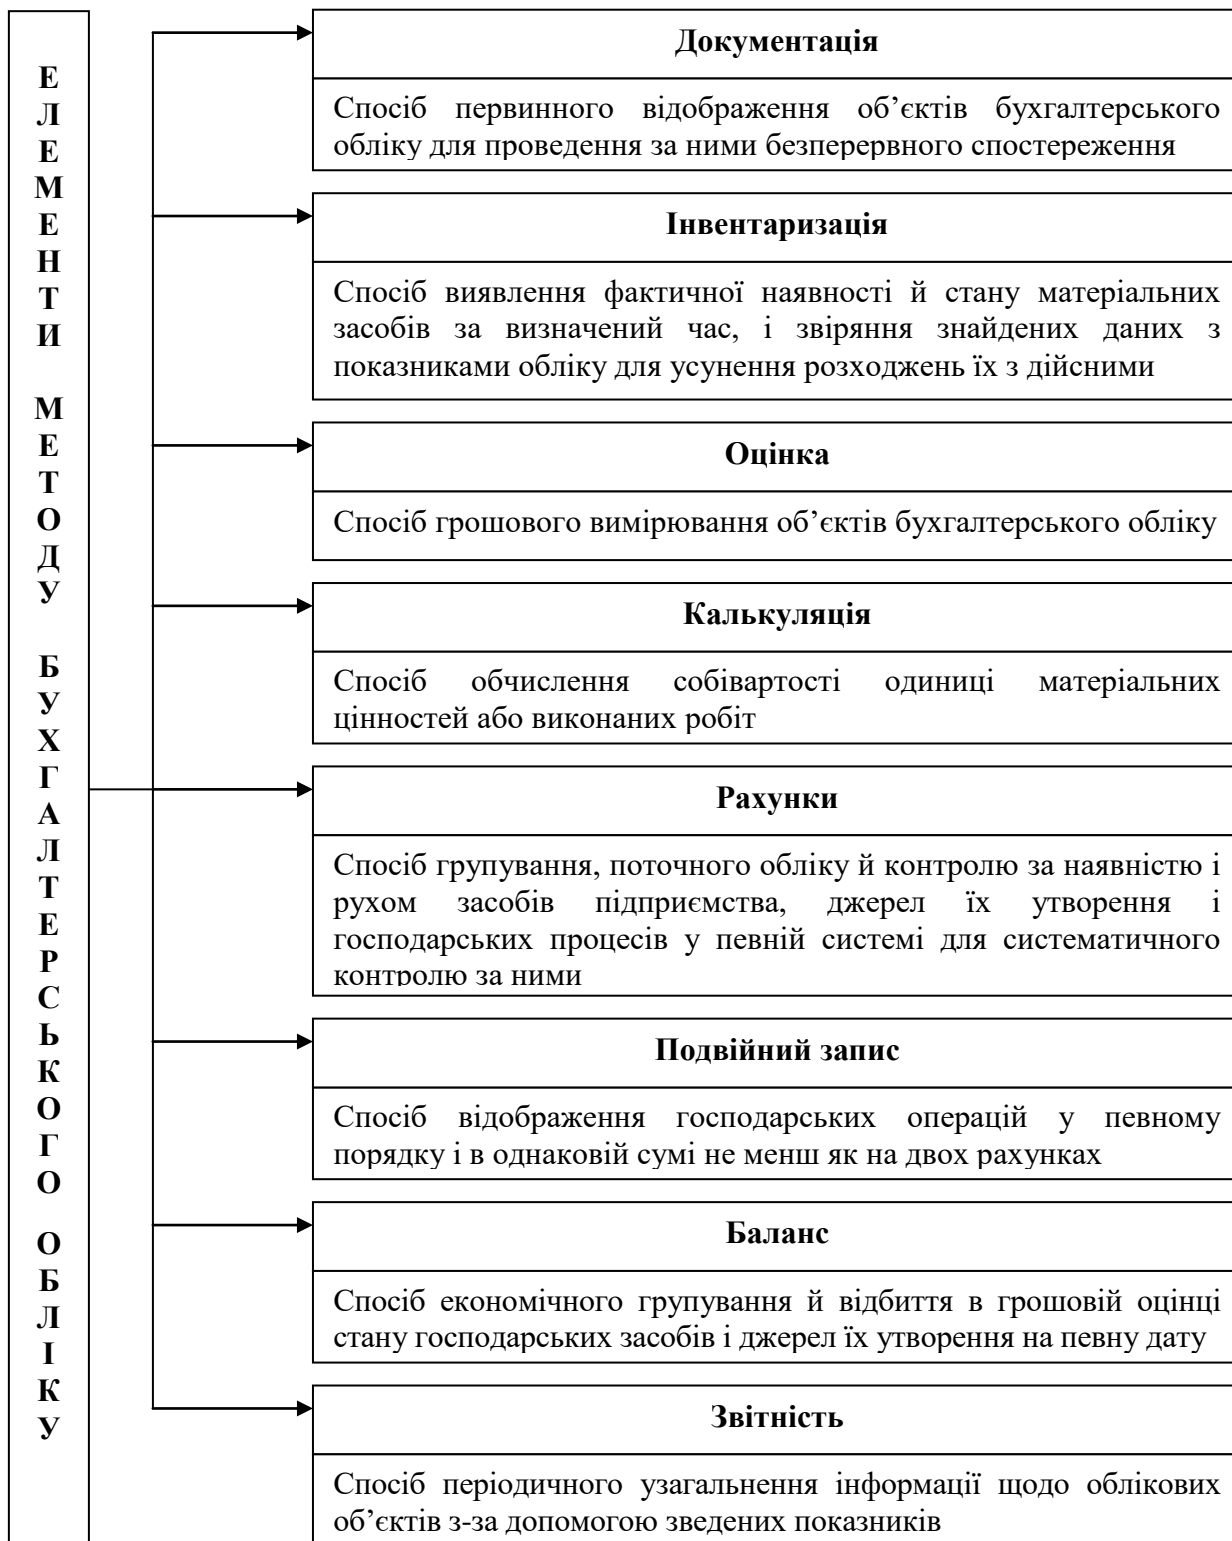 ЕЛЕМЕНТИ МЕТОДУ БУХГАЛТЕРСЬКОГО ОБЛІКУ
Документація
Спосіб первинного відображення об’єктів бухгалтерського
обліку для проведення за ними безперервного спостереження
Інвентаризація
Спосіб виявлення фактичної наявності й стану матеріальних
засобів за визначений час, і звіряння знайдених даних з
показниками обліку для усунення розходжень їх з дійсними
Оцінка
Спосіб грошового вимірювання об’єктів бухгалтерського обліку
Калькуляція
Спосіб обчислення собівартості одиниці матеріальних
цінностей або виконаних робіт
Рахунки
Спосіб групування, поточного обліку й контролю за наявністю і
рухом засобів підприємства, джерел їх утворення і
господарських процесів у певній системі для систематичного
контролю за ними
Подвійний запис
Спосіб відображення господарських операцій у певному
порядку і в однаковій сумі не менш як на двох рахунках
Баланс
Спосіб економічного групування й відбиття в грошовій оцінці
стану господарських засобів і джерел їх утворення на певну дату
Звітність
Спосіб періодичного узагальнення інформації щодо облікових
об’єктів з-за допомогою зведених показників